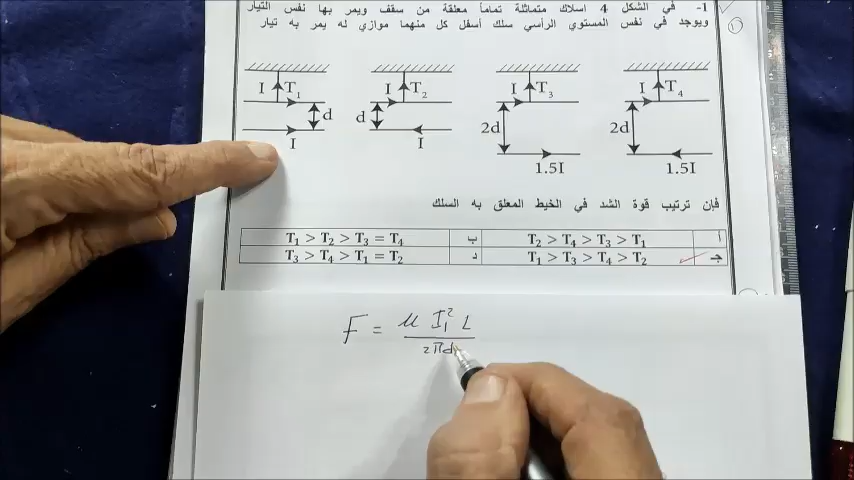 1- في الشكل 4 اسلاك متماثلة تماماً معلقة من سقف ويمر بها نفس التيار
ويوجد في نفس المستوي الرأسي سلك أسفل كل منهما موازي له يمر به تيار
I T1 d I
I T2 d I
I T3 2d 1.5I
I T4 2d 1.5I
فإن ترتيب قوة الشد في الخيط المعلق به السلك
أ T2 > T4 > T3 > T1
ب T1 > T2 > T3 = T4
جـ T1 > T3 > T4 > T2
د T3 > T4 > T1 = T2
F = μ I1² L
2πd